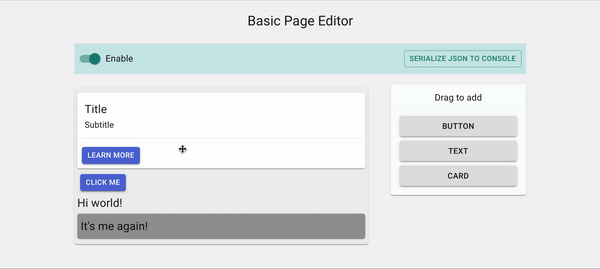 Basic Page Editor
Enable
SERIALIZE JSON TO CONSOLE
Title
Subtitle
LEARN MORE
CLICK ME
Hi world!
It's me again!
Drag to add
BUTTON
TEXT
CARD